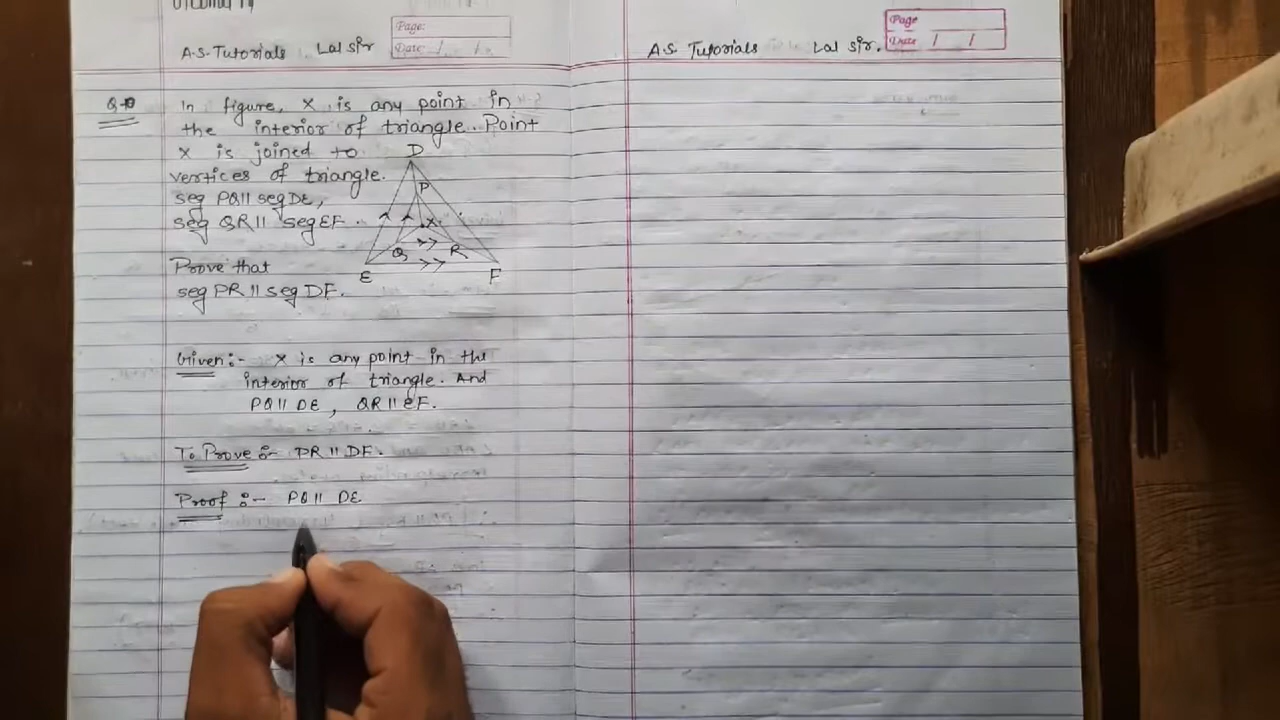 A.S. Tutorials Lal Sir
Page:
Date: / /
A.S. Tutorials Lal Sir.
Page
Date / /
In figure, X is any point in
the interior of triangle. Point
X is joined to
vertices of triangle.
seg PQ || seg DE,
seg QR || seg EF.
Prove that
seg PR || seg DF.
D
P
X
Q
R
E
F
Given :- X is any point in the
interior of triangle. And
PQ || DE, QR || EF.
To Prove :- PR || DF.
Proof :- PQ || DE